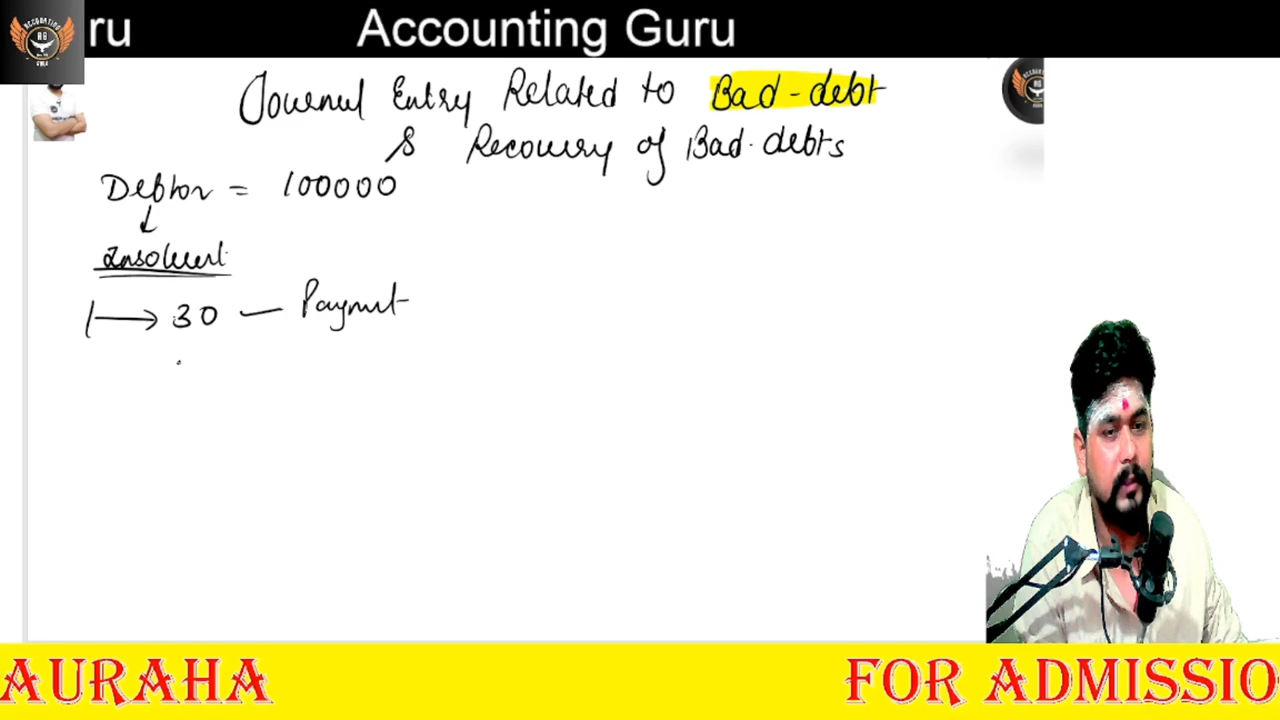 ru Accounting Guru
Journal Entry Related to Bad-debt
& Recovery of Bad-debts
Debtor = 100000
Insolvent
30 — Payment
AURAHA FOR ADMISSIO